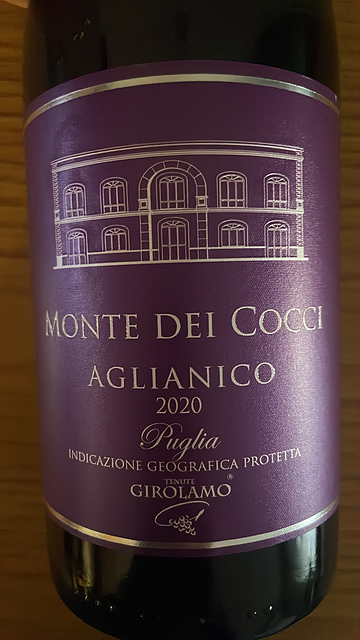 MONTE DEI COCCI
AGLIANICO
2020
Puglia
INDICAZIONE GEOGRAFICA PROTETTA
TENUTE
GIROLAMO®